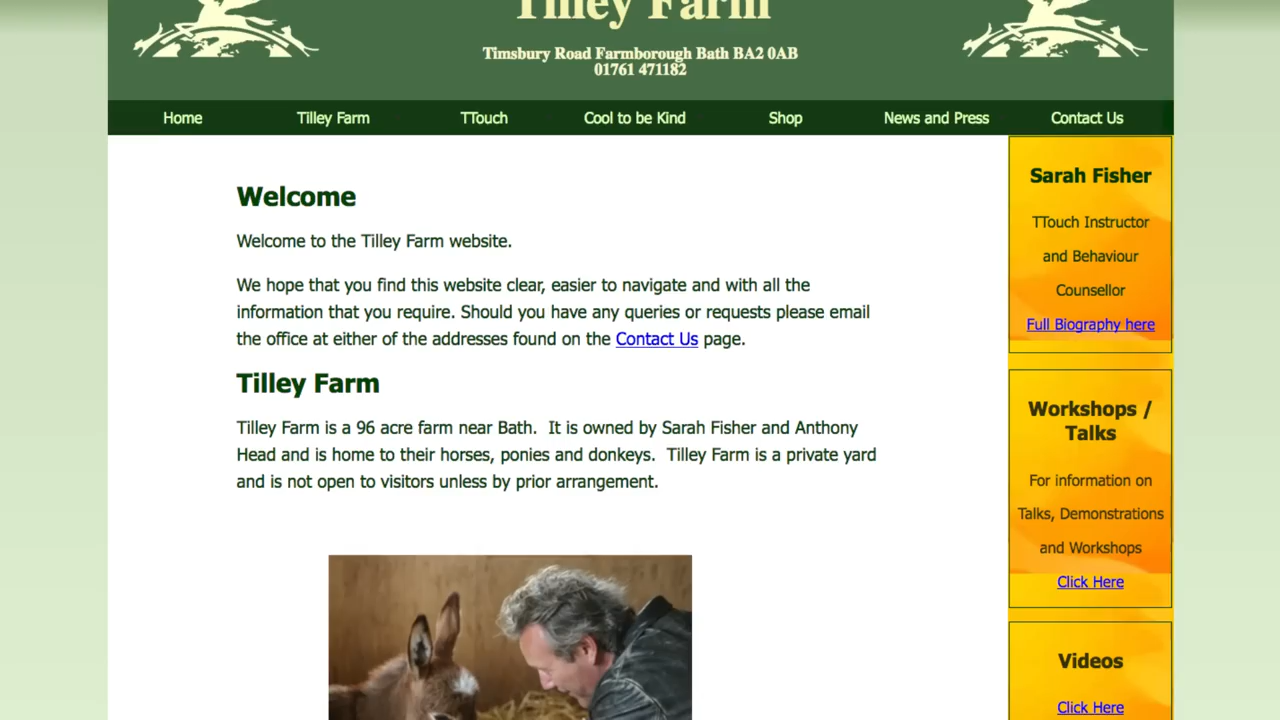 Tilley Farm
Timsbury Road Farmborough Bath BA2 0AB
01761 471182
Home Tilley Farm TTouch Cool to be Kind Shop News and Press Contact Us
Welcome
Welcome to the Tilley Farm website.
We hope that you find this website clear, easier to navigate and with all the
information that you require. Should you have any queries or requests please email
the office at either of the addresses found on the Contact Us page.
Tilley Farm
Tilley Farm is a 96 acre farm near Bath. It is owned by Sarah Fisher and Anthony
Head and is home to their horses, ponies and donkeys. Tilley Farm is a private yard
and is not open to visitors unless by prior arrangement.
Sarah Fisher
TTouch Instructor
and Behaviour
Counsellor
Full Biography here
Workshops /
Talks
For information on
Talks, Demonstrations
and Workshops
Click Here
Videos
Click Here